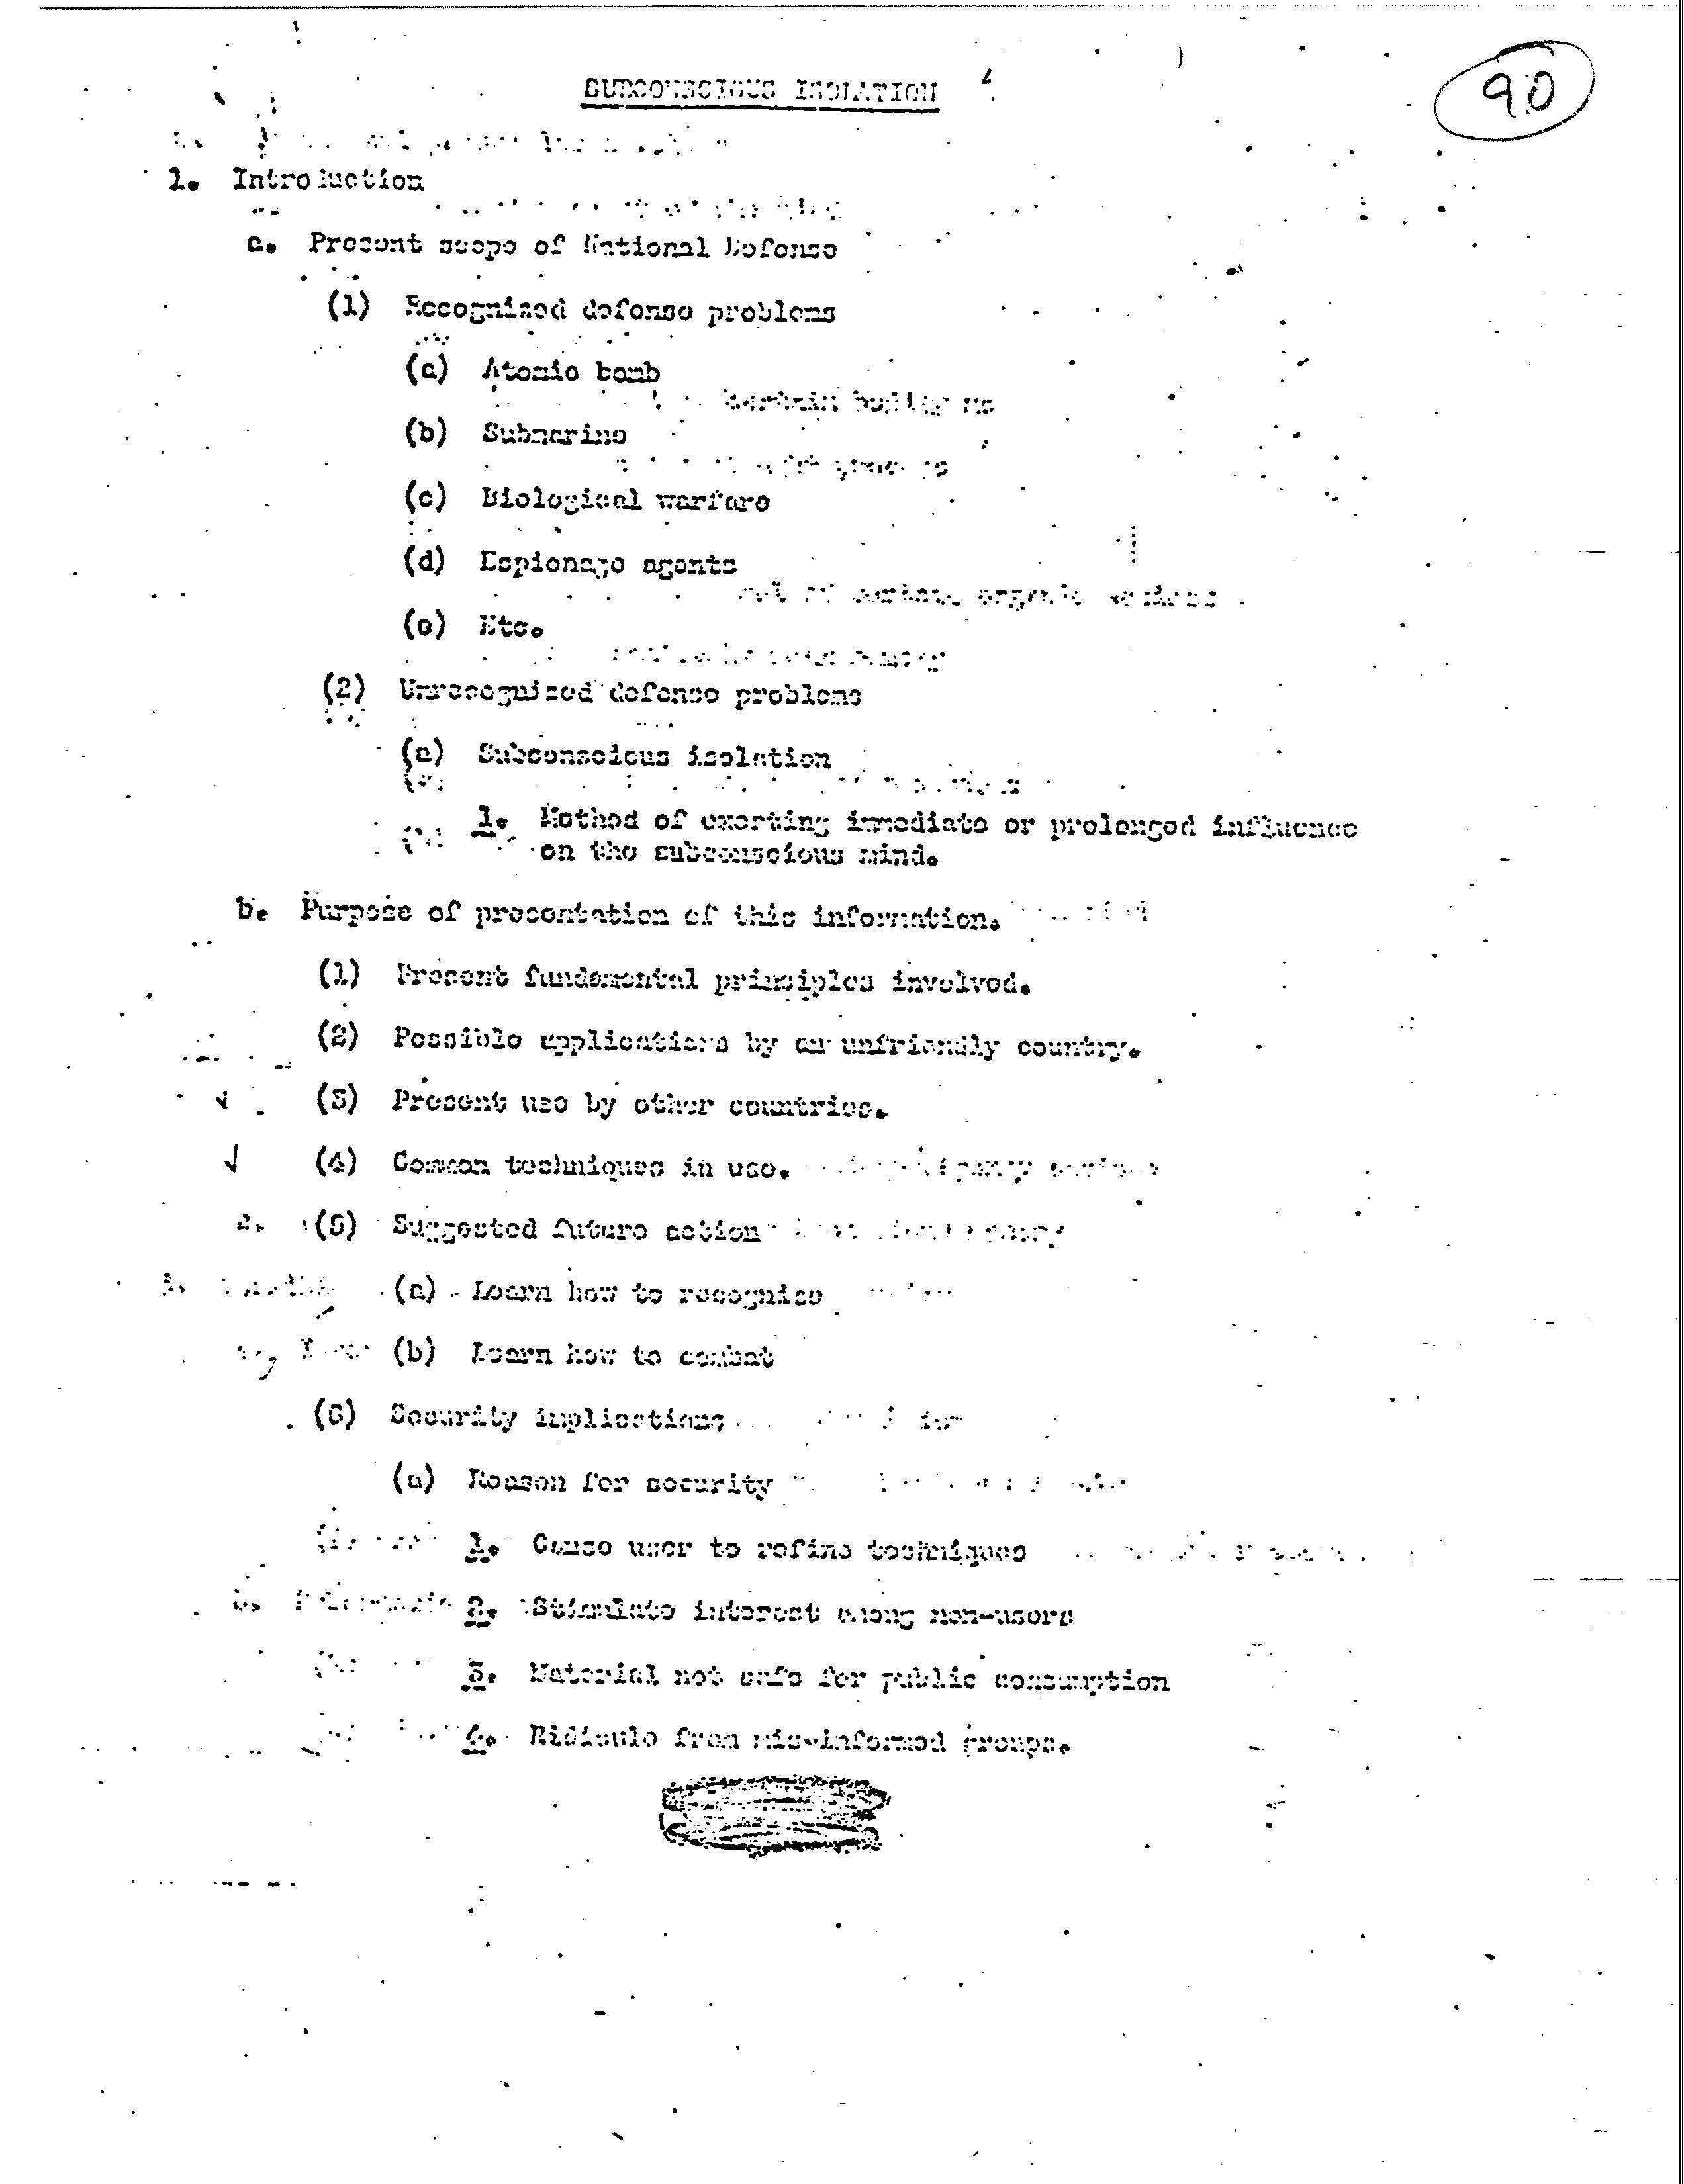 SUBCONSCIOUS ISOLATION
90
1. Introduction
a. Present scope of National Defense
(1) Recognized defense problems
(a) Atomic bomb
(b) Submarine
(c) Biological warfare
(d) Espionage agents
(e) Etc.
(2) Unrecognized defense problems
(a) Subconscious isolation
1. Method of exerting immediate or prolonged influence
on the subconscious mind.
b. Purpose of presentation of this information.
(1) Present fundamental principles involved.
(2) Possible applications by an unfriendly country.
(3) Present use by other countries.
(4) Common techniques in use.
(5) Suggested future action
(a) Learn how to recognize
(b) Learn how to combat
(6) Security implications
(a) Reason for security
1. Cause user to refine techniques
2. Stimulate interest among non-users
3. Material not safe for public consumption
4. Ridicule from mis-informed groups.